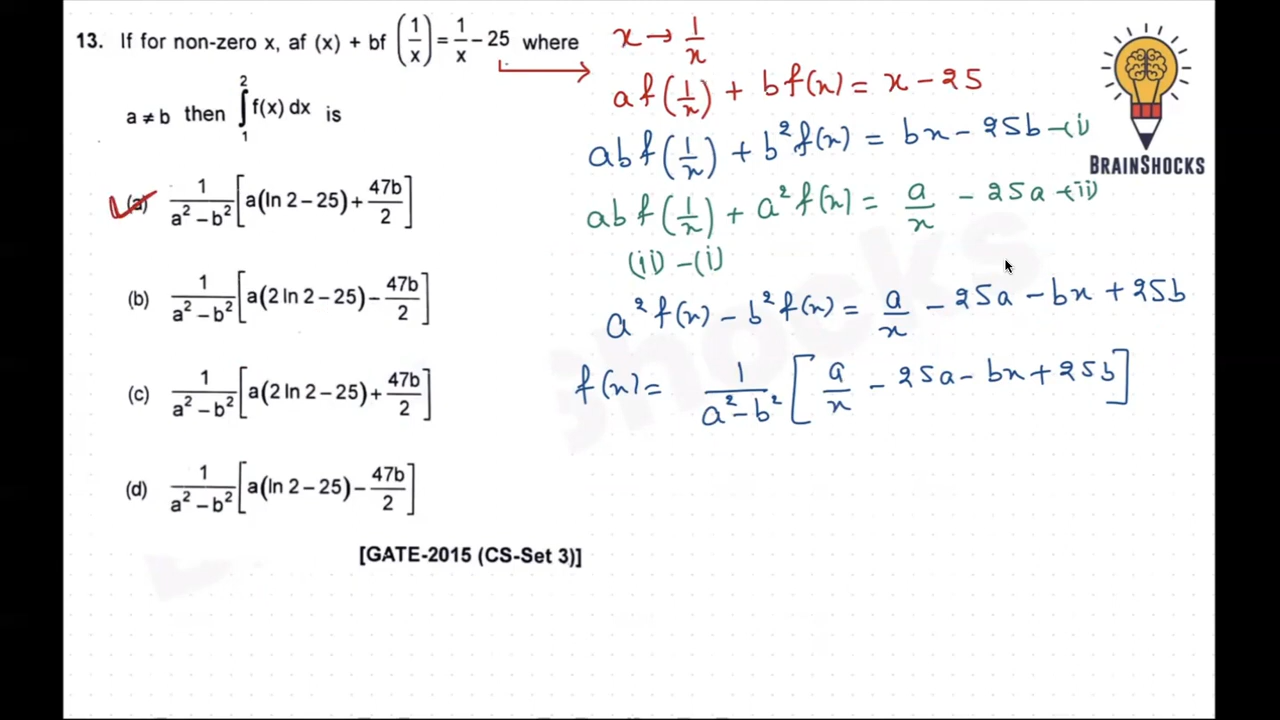 13. If for non-zero x, af (x) + bf (1/x) = 1/x − 25 where
a ≠ b then ∫₁² f(x) dx is
(a) 1/(a² − b²) [a(ln 2 − 25) + 47b/2]
(b) 1/(a² − b²) [a(2 ln 2 − 25) − 47b/2]
(c) 1/(a² − b²) [a(2 ln 2 − 25) + 47b/2]
(d) 1/(a² − b²) [a(ln 2 − 25) − 47b/2]
[GATE-2015 (CS-Set 3)]
x → 1/x
af(1/x) + bf(x) = x − 25
abf(1/x) + b²f(x) = bx − 25b −(i)
abf(1/x) + a²f(x) = a/x − 25a −(ii)
(ii) − (i)
a²f(x) − b²f(x) = a/x − 25a − bx + 25b
f(x) = 1/(a² − b²) [a/x − 25a − bx + 25b]
BRAINSHOCKS